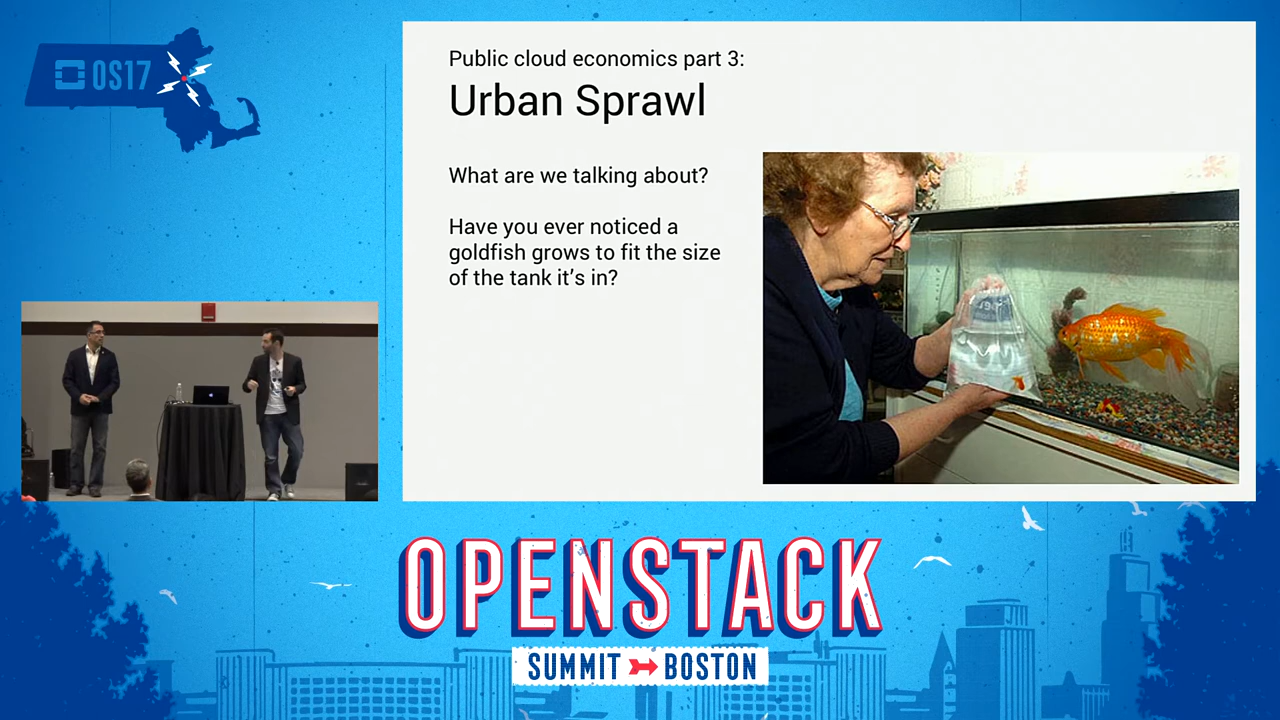 OS17
Public cloud economics part 3:
Urban Sprawl
What are we talking about?
Have you ever noticed a
goldfish grows to fit the size
of the tank it’s in?
OPENSTACK
SUMMIT BOSTON